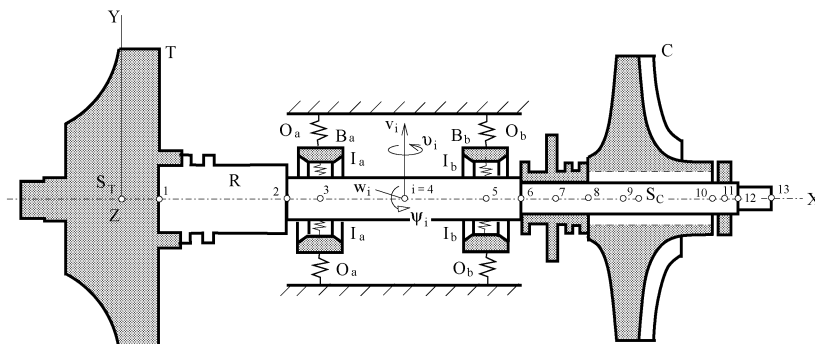 Y
T
C
O_a
B_a
v_i
υ_i
B_b
O_b
I_a
I_b
S_T
R
w_i
i = 4
S_C
1
2
3
5
6
7
8
9
10
11
12
13
X
Z
ψ_i
I_a
I_b
O_a
O_b